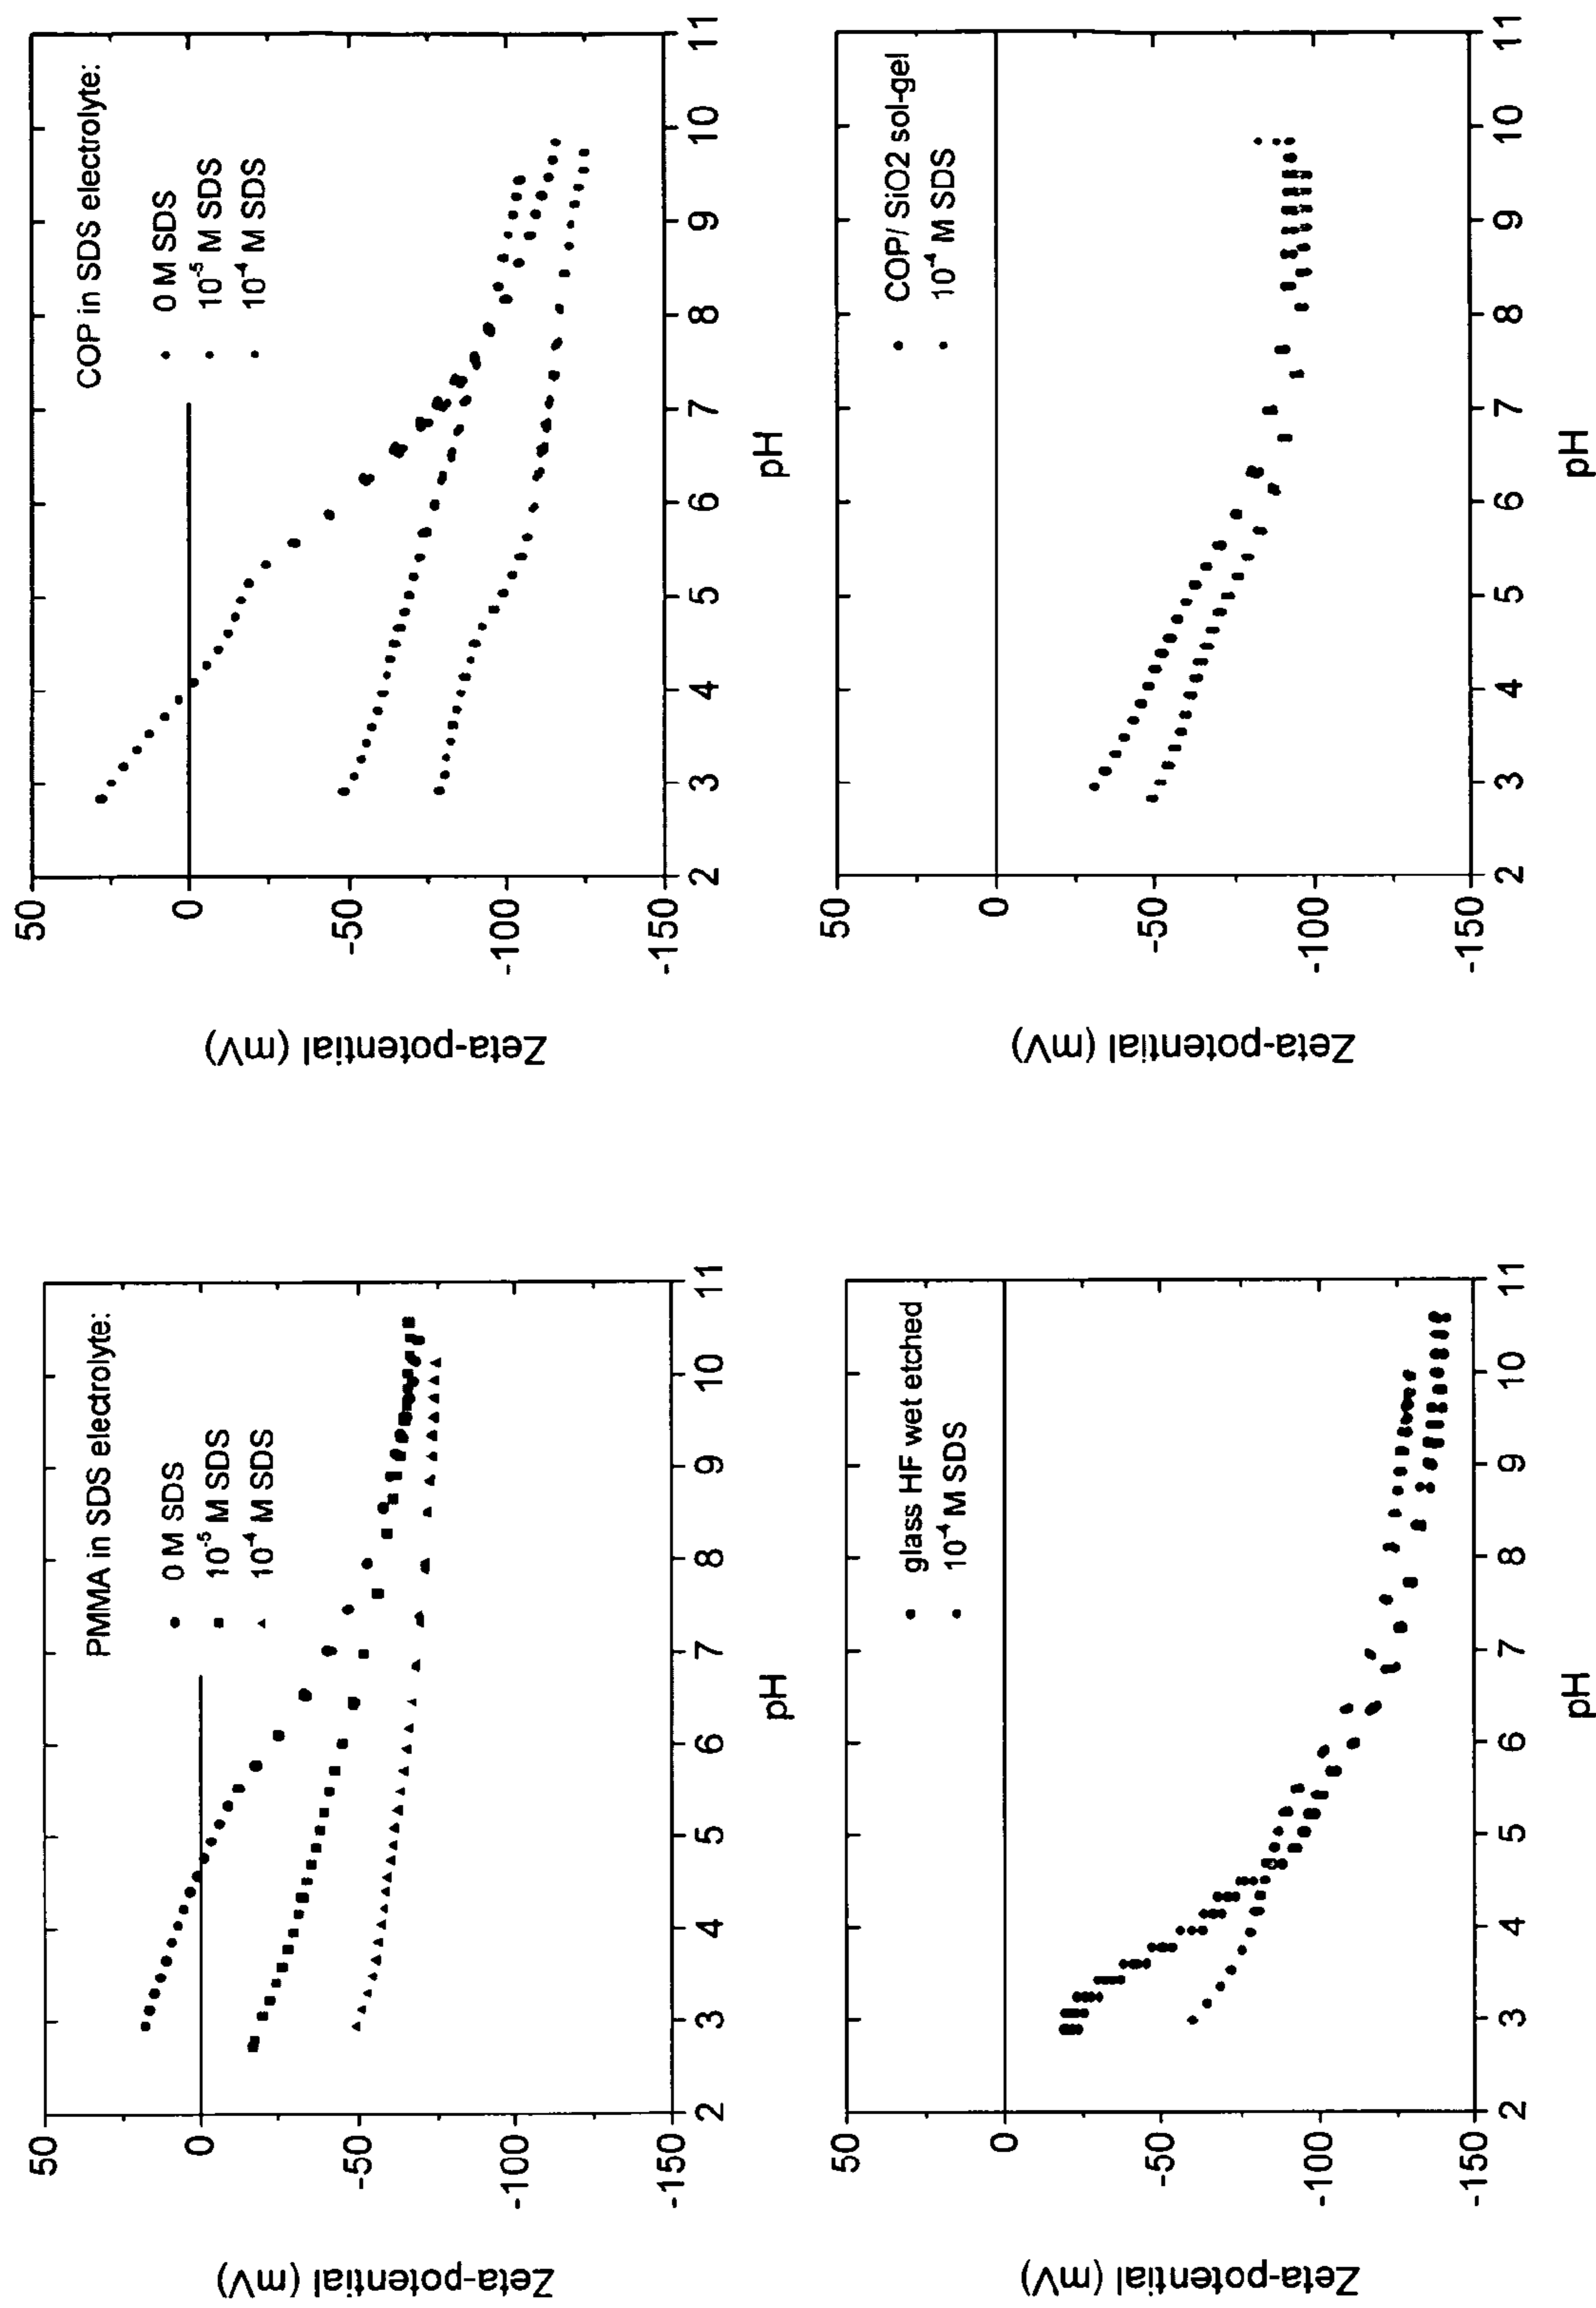 PMMA in SDS electrolyte:
0 M SDS
10⁻⁵ M SDS
10⁻⁴ M SDS
50
0
-50
-100
-150
Zeta-potential (mV)
2 3 4 5 6 7 8 9 10 11
pH
COP in SDS electrolyte:
0 M SDS
10⁻⁵ M SDS
10⁻⁴ M SDS
50
0
-50
-100
-150
Zeta-potential (mV)
2 3 4 5 6 7 8 9 10 11
pH
glass HF wet etched
10⁻⁴ M SDS
50
0
-50
-100
-150
Zeta-potential (mV)
2 3 4 5 6 7 8 9 10 11
pH
COP/ SiO2 sol-gel
10⁻⁴ M SDS
50
0
-50
-100
-150
Zeta-potential (mV)
2 3 4 5 6 7 8 9 10 11
pH